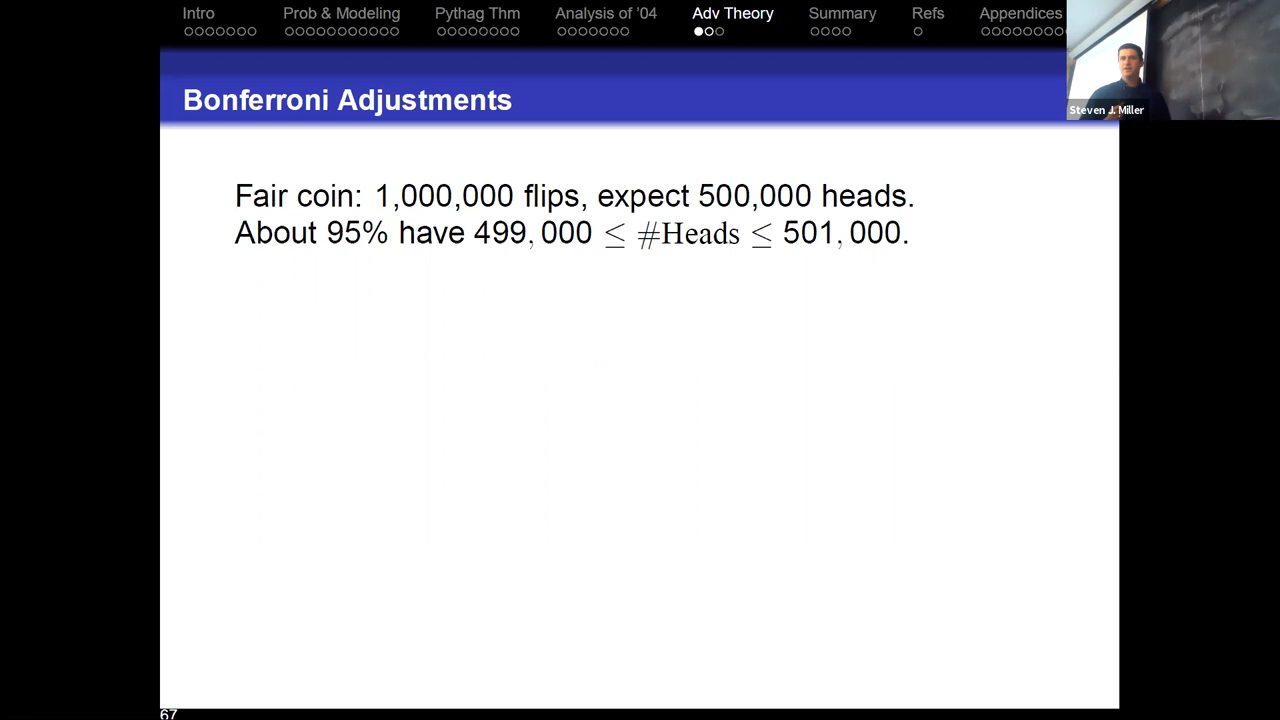 Intro Prob & Modeling Pythag Thm Analysis of '04 Adv Theory Summary Refs Appendices
Steven J. Miller
Bonferroni Adjustments
Fair coin: 1,000,000 flips, expect 500,000 heads.
About 95% have 499, 000 ≤ #Heads ≤ 501, 000.
67